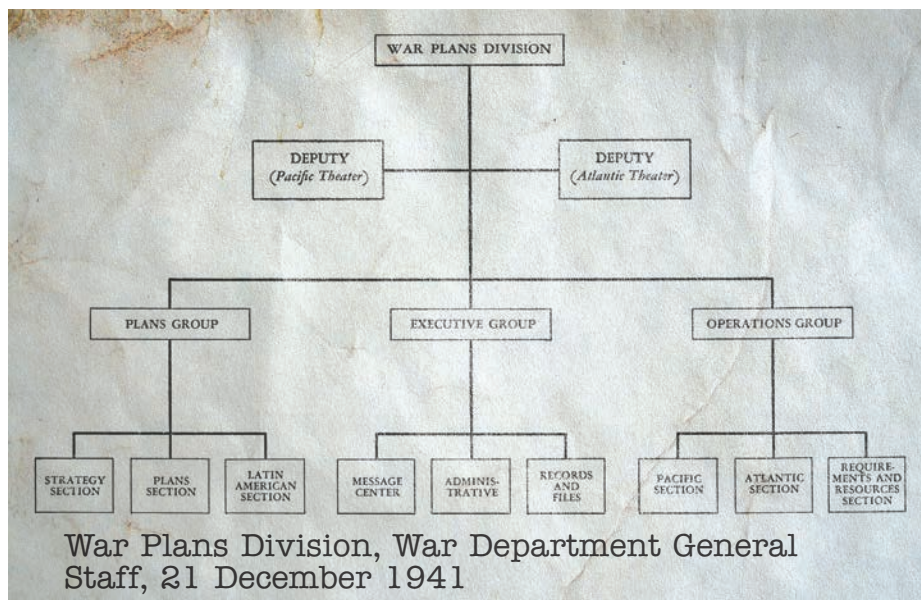 WAR PLANS DIVISION
DEPUTY
(Pacific Theater)
DEPUTY
(Atlantic Theater)
PLANS GROUP
EXECUTIVE GROUP
OPERATIONS GROUP
STRATEGY
SECTION
PLANS
SECTION
LATIN
AMERICAN
SECTION
MESSAGE
CENTER
ADMINIS-
TRATIVE
RECORDS
AND
FILES
PACIFIC
SECTION
ATLANTIC
SECTION
REQUIRE-
MENTS AND
RESOURCES
SECTION
War Plans Division, War Department General
Staff, 21 December 1941